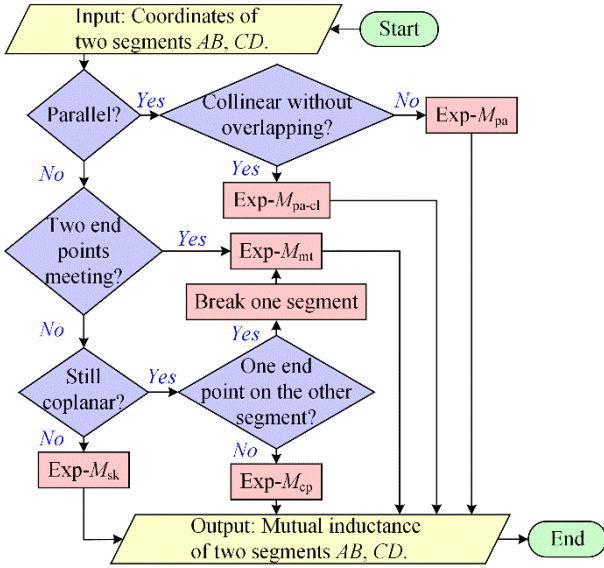 Input: Coordinates of
two segments AB, CD.
Start
Parallel?
Yes
Collinear without
overlapping?
No
Exp-Mpa
No
Yes
Exp-Mpa-cl
Two end
points
meeting?
Yes
Exp-Mmt
Break one segment
No
Yes
Still
coplanar?
Yes
One end
point on the other
segment?
No
Exp-Msk
No
Exp-Mcp
Output: Mutual inductance
of two segments AB, CD.
End